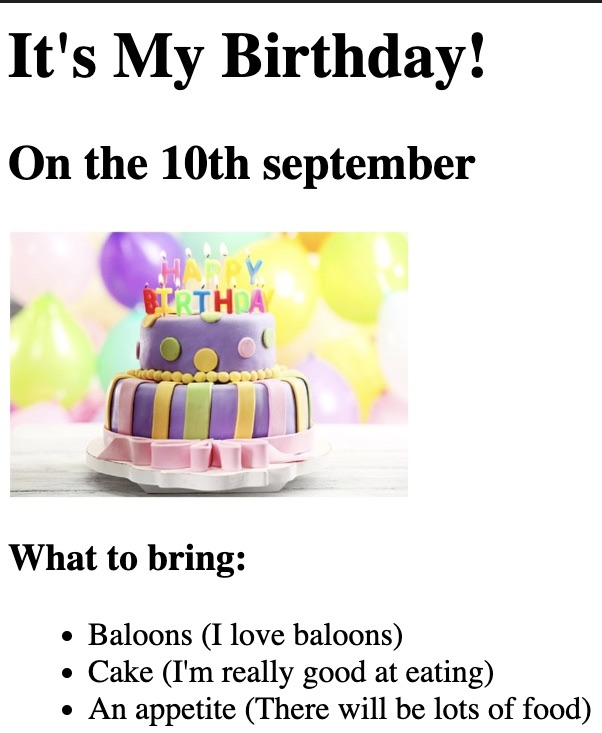 It's My Birthday!
On the 10th september
HAPPY
BIRTHDA
What to bring:
Baloons (I love baloons)
Cake (I'm really good at eating)
An appetite (There will be lots of food)